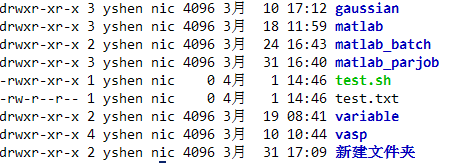 drwxr-xr-x 3 yshen nic 4096 3月  10 17:12 gaussian
drwxr-xr-x 3 yshen nic 4096 3月  18 11:59 matlab
drwxr-xr-x 2 yshen nic 4096 3月  24 16:43 matlab_batch
drwxr-xr-x 3 yshen nic 4096 3月  31 16:40 matlab_parjob
-rwxr-xr-x 1 yshen nic    0 4月   1 14:46 test.sh
-rw-r--r-- 1 yshen nic    0 4月   1 14:46 test.txt
drwxr-xr-x 2 yshen nic 4096 3月  19 08:41 variable
drwxr-xr-x 4 yshen nic 4096 3月  10 10:44 vasp
drwxr-xr-x 2 yshen nic 4096 3月  31 17:09 新建文件夹